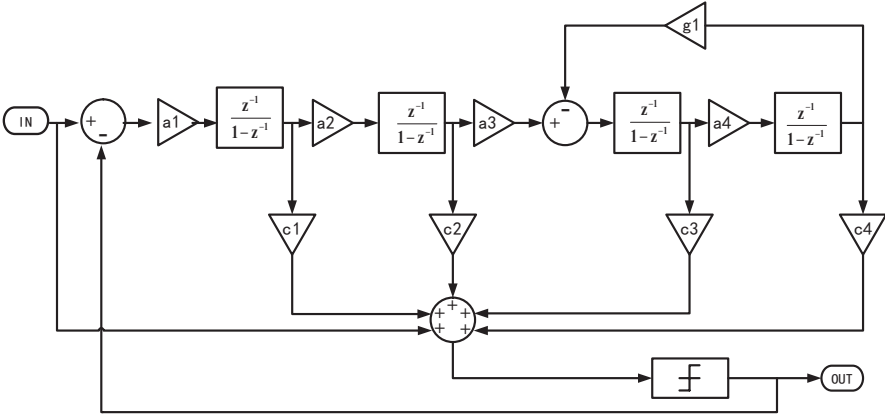 g1
IN
+
-
a1
z⁻¹
1-z⁻¹
a2
z⁻¹
1-z⁻¹
a3
+
-
z⁻¹
1-z⁻¹
a4
z⁻¹
1-z⁻¹
c1
c2
c3
c4
+ + +
+ +
OUT